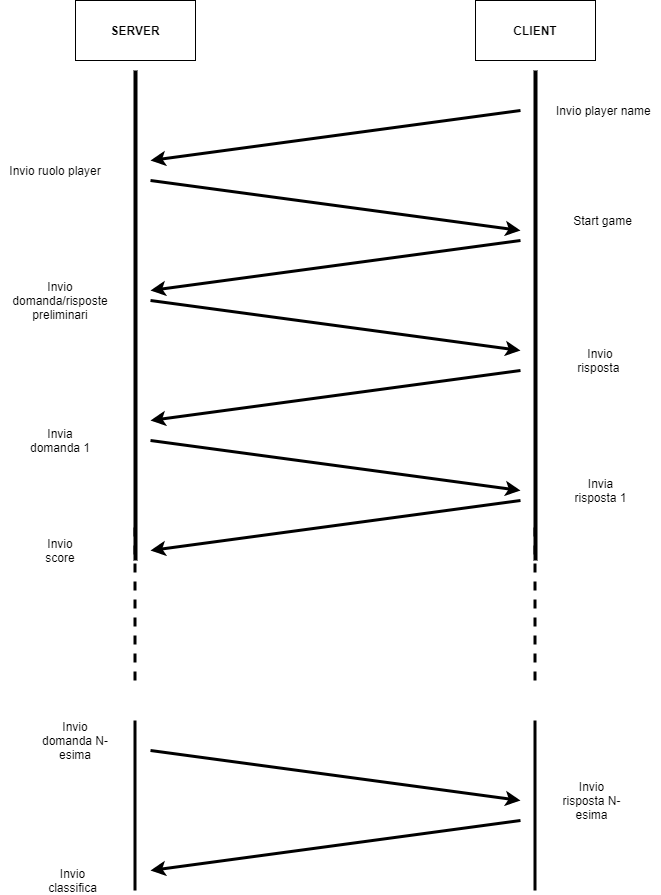 SERVER
CLIENT
Invio player name
Invio ruolo player
Start game
Invio
domanda/risposte
preliminari
Invio
risposta
Invia
domanda 1
Invia
risposta 1
Invio
score
Invio
domanda N-
esima
Invio
risposta N-
esima
Invio
classifica